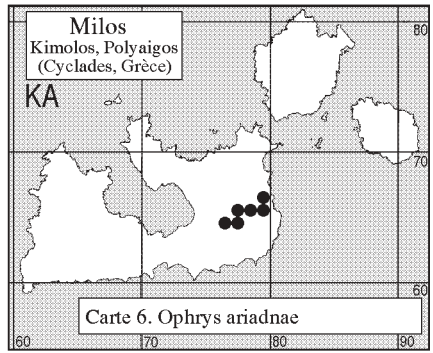 Milos
Kimolos, Polyaigos
(Cyclades, Grèce)
KA
80
70
60
Carte 6. Ophrys ariadnae
60 70 80 90